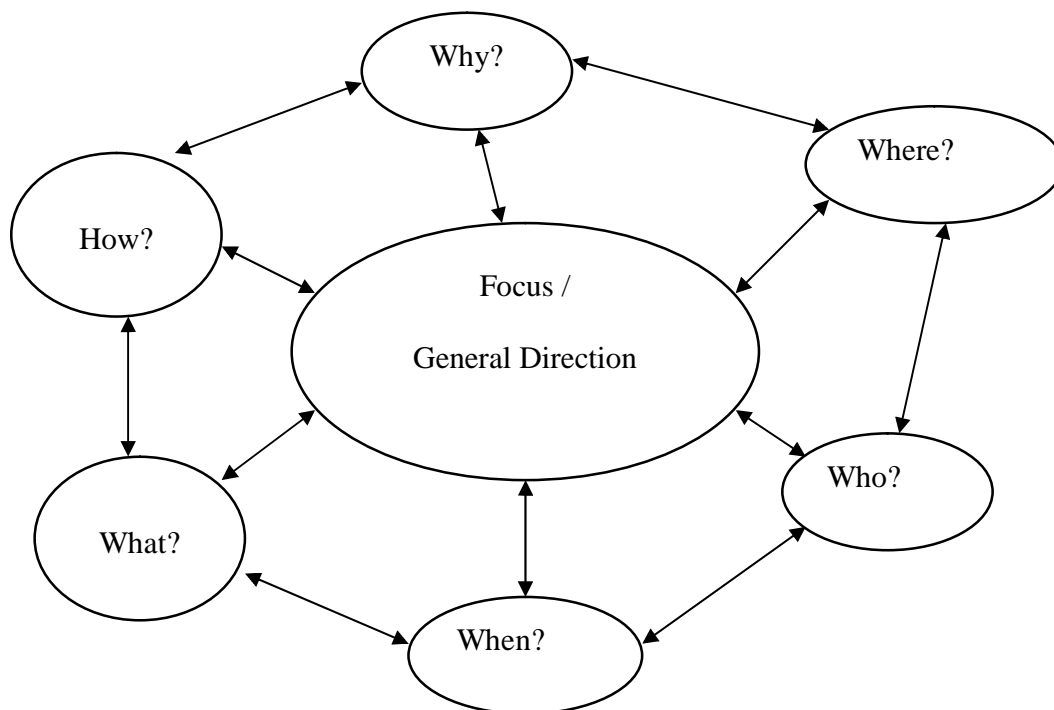 Why?
Where?
How?
Focus /
General Direction
Who?
What?
When?